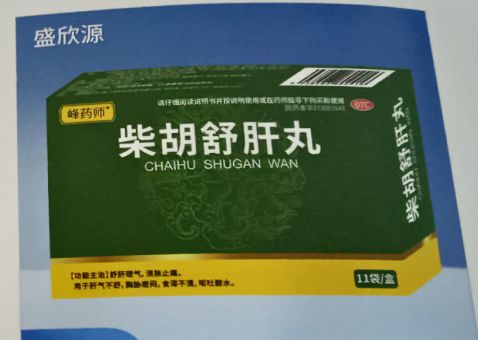 盛欣源
请仔细阅读说明书并按说明使用或在药师指导下购买和使用
峰药师
OTC
柴胡舒肝丸
CHAIHU SHUGAN WAN
【功能主治】舒肝理气，消胀止痛。
用于肝气不舒，胸胁痞闷，食滞不清，呕吐酸水。
11袋/盒
柴胡舒肝丸
CHAIHU SHUGAN WAN